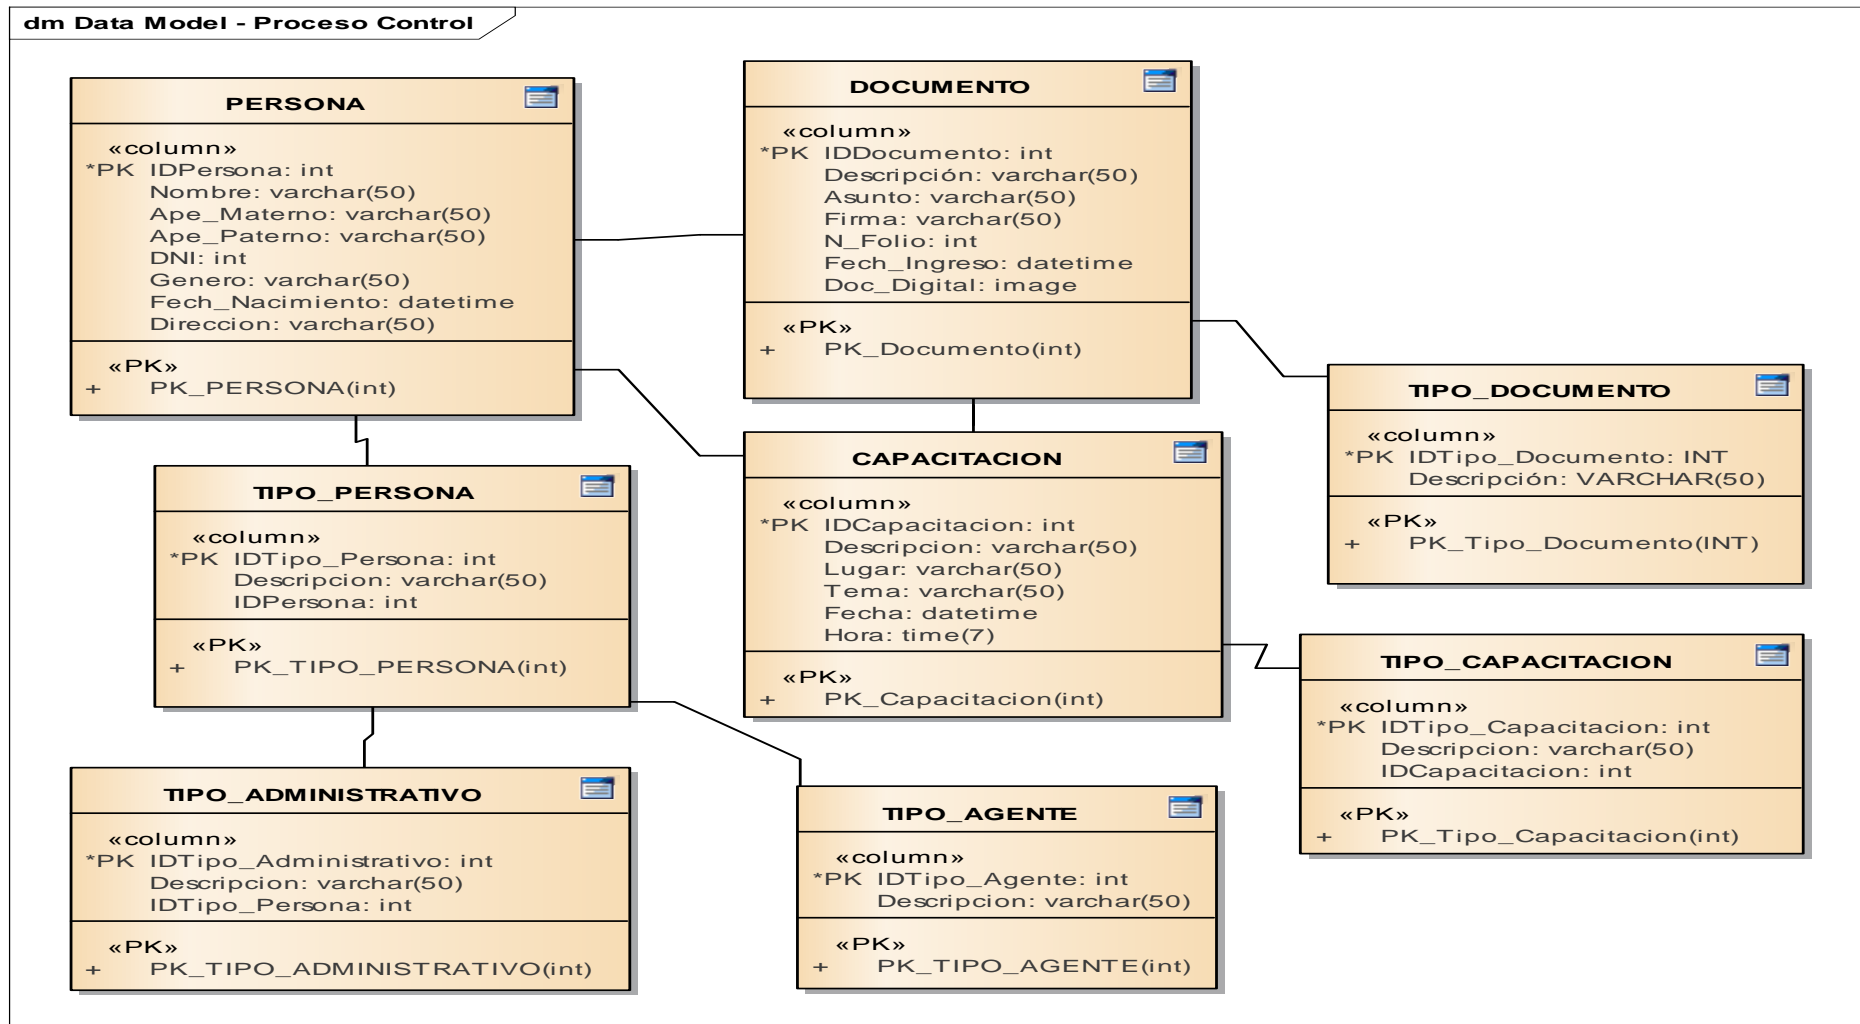 dm Data Model - Proceso Control
PERSONA
«column»
*PK IDPersona: int
Nombre: varchar(50)
Ape_Materno: varchar(50)
Ape_Paterno: varchar(50)
DNI: int
Genero: varchar(50)
Fech_Nacimiento: datetime
Direccion: varchar(50)
«PK»
+ PK_PERSONA(int)
DOCUMENTO
«column»
*PK IDDocumento: int
Descripción: varchar(50)
Asunto: varchar(50)
Firma: varchar(50)
N_Folio: int
Fech_Ingreso: datetime
Doc_Digital: image
«PK»
+ PK_Documento(int)
TIPO_DOCUMENTO
«column»
*PK IDTipo_Documento: INT
Descripción: VARCHAR(50)
«PK»
+ PK_Tipo_Documento(INT)
TIPO_PERSONA
«column»
*PK IDTipo_Persona: int
Descripcion: varchar(50)
IDPersona: int
«PK»
+ PK_TIPO_PERSONA(int)
CAPACITACION
«column»
*PK IDCapacitacion: int
Descripcion: varchar(50)
Lugar: varchar(50)
Tema: varchar(50)
Fecha: datetime
Hora: time(7)
«PK»
+ PK_Capacitacion(int)
TIPO_CAPACITACION
«column»
*PK IDTipo_Capacitacion: int
Descripcion: varchar(50)
IDCapacitacion: int
«PK»
+ PK_Tipo_Capacitacion(int)
TIPO_ADMINISTRATIVO
«column»
*PK IDTipo_Administrativo: int
Descripcion: varchar(50)
IDTipo_Persona: int
«PK»
+ PK_TIPO_ADMINISTRATIVO(int)
TIPO_AGENTE
«column»
*PK IDTipo_Agente: int
Descripcion: varchar(50)
«PK»
+ PK_TIPO_AGENTE(int)